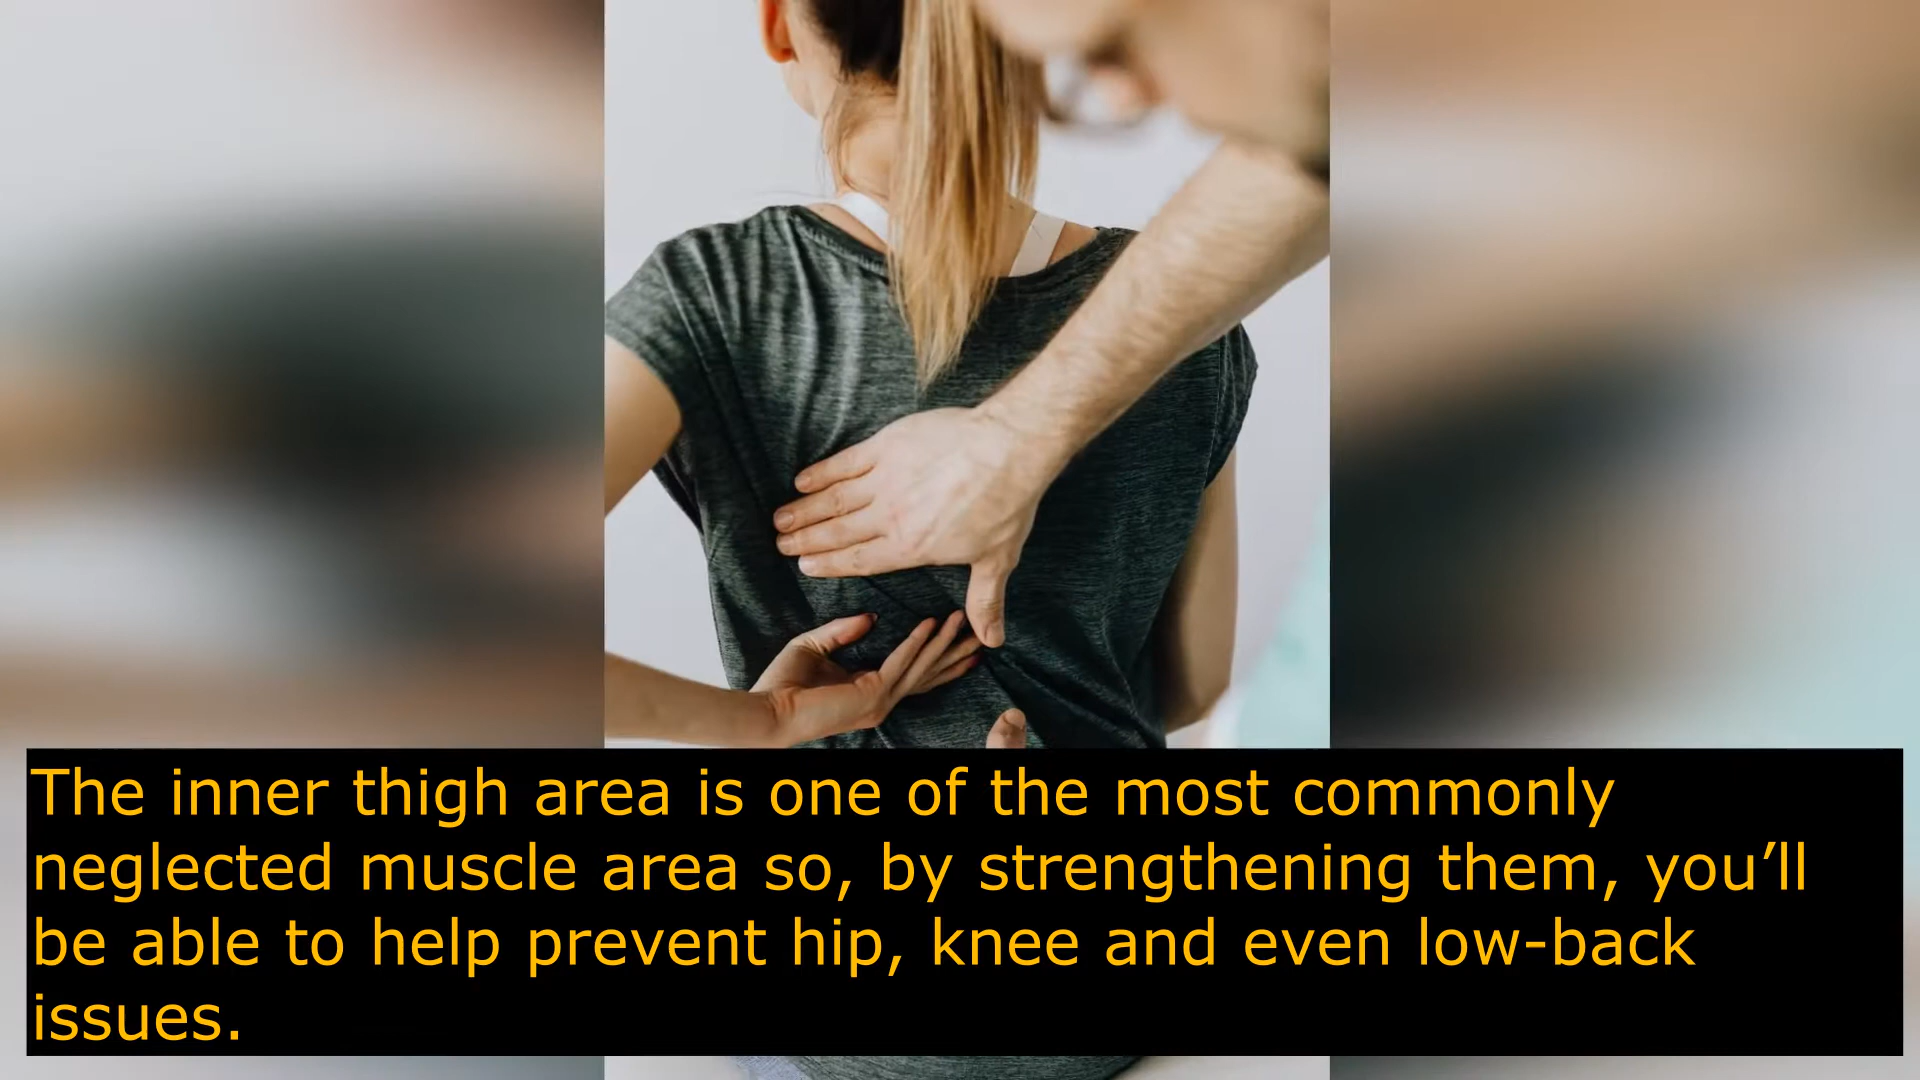 The inner thigh area is one of the most commonly
neglected muscle area so, by strengthening them, you’ll
be able to help prevent hip, knee and even low-back
issues.